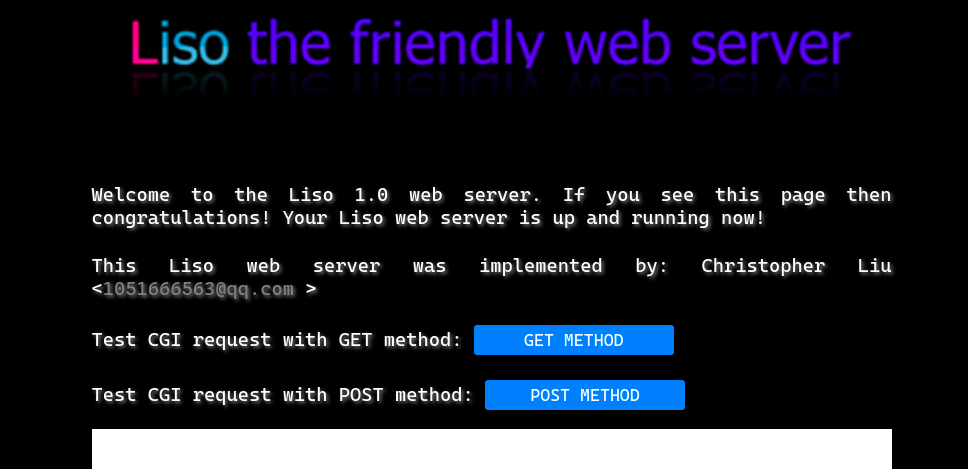 Liso the friendly web server
Welcome to the Liso 1.0 web server. If you see this page then
congratulations! Your Liso web server is up and running now!
This Liso web server was implemented by: Christopher Liu
<1051666563@qq.com >
Test CGI request with GET method: GET METHOD
Test CGI request with POST method: POST METHOD